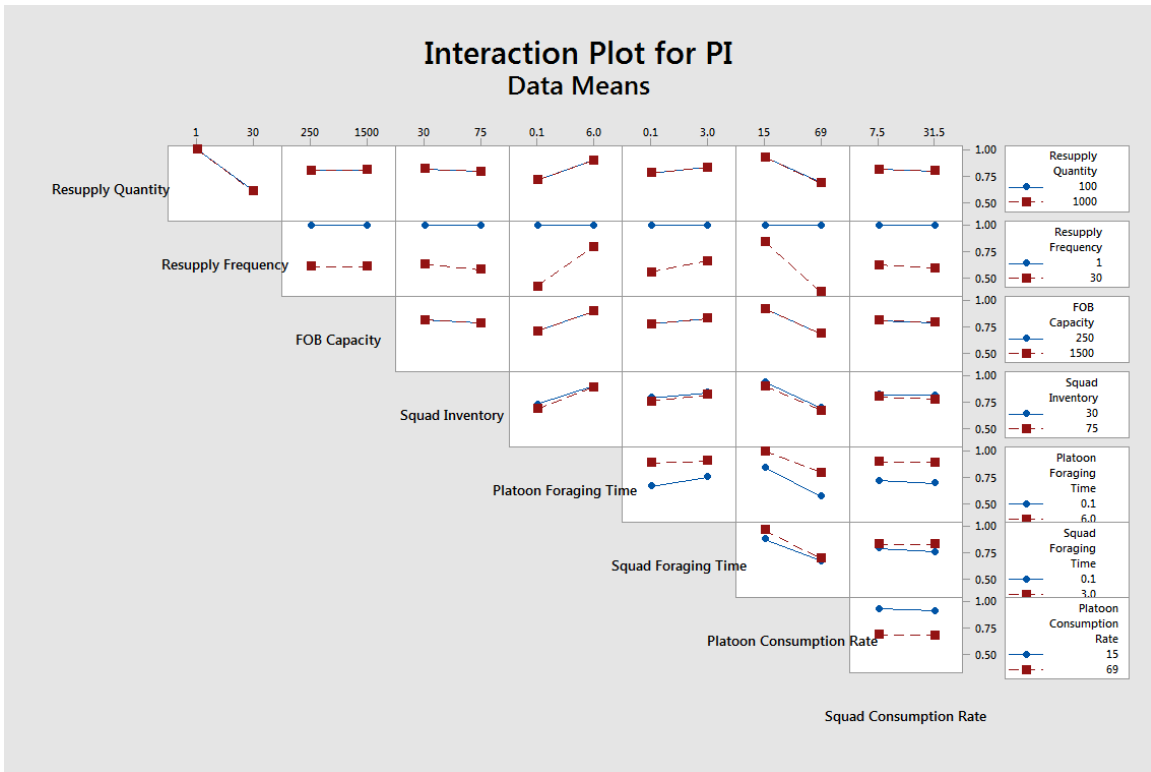 Interaction Plot for PI
Data Means
1 30 250 1500 30 75 0.1 6.0 0.1 3.0 15 69 7.5 31.5
Resupply Quantity
1.00
0.75
0.50
Resupply
Quantity
100
1000
Resupply Frequency
1.00
0.75
0.50
Resupply
Frequency
1
30
FOB Capacity
1.00
0.75
0.50
FOB
Capacity
250
1500
Squad Inventory
1.00
0.75
0.50
Squad
Inventory
30
75
Platoon Foraging Time
1.00
0.75
0.50
Platoon
Foraging
Time
0.1
6.0
Squad Foraging Time
1.00
0.75
0.50
Squad
Foraging
Time
0.1
3.0
Platoon Consumption Rate
1.00
0.75
0.50
Platoon
Consumption
Rate
15
69
Squad Consumption Rate